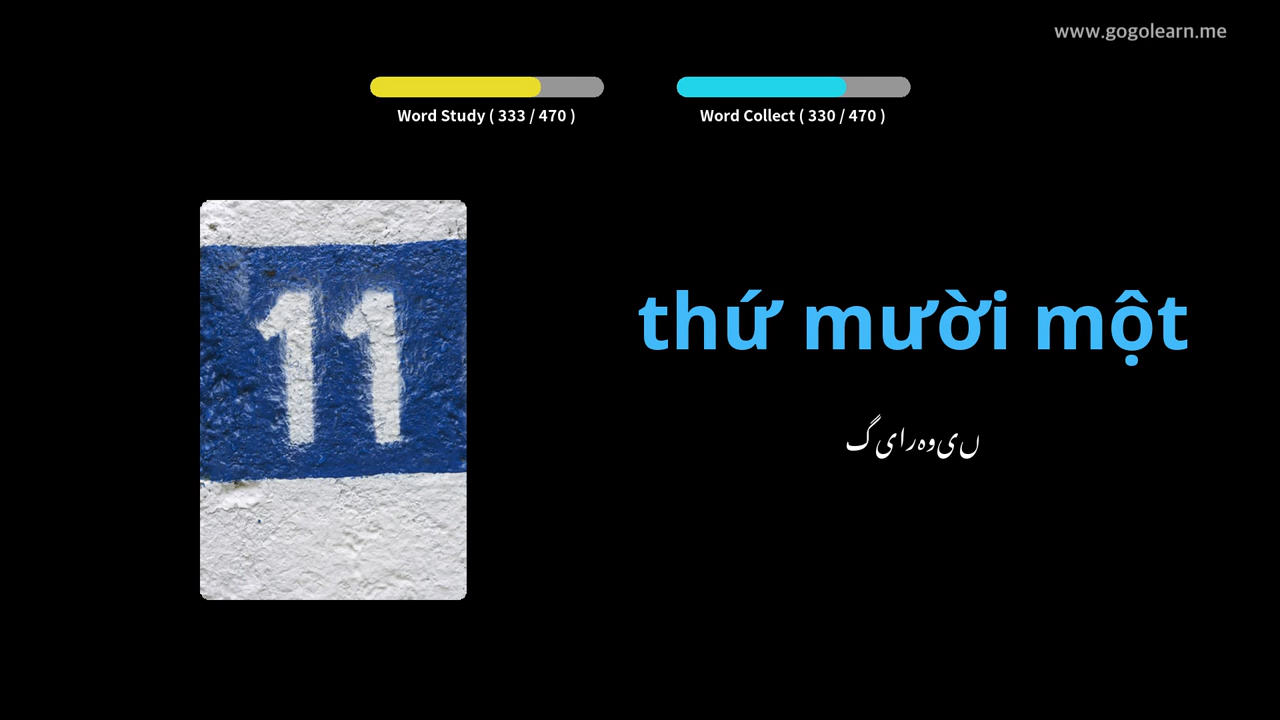 www.gogolearn.me
Word Study ( 333 / 470 )
Word Collect ( 330 / 470 )
11
thứ mười một
گیارہویں